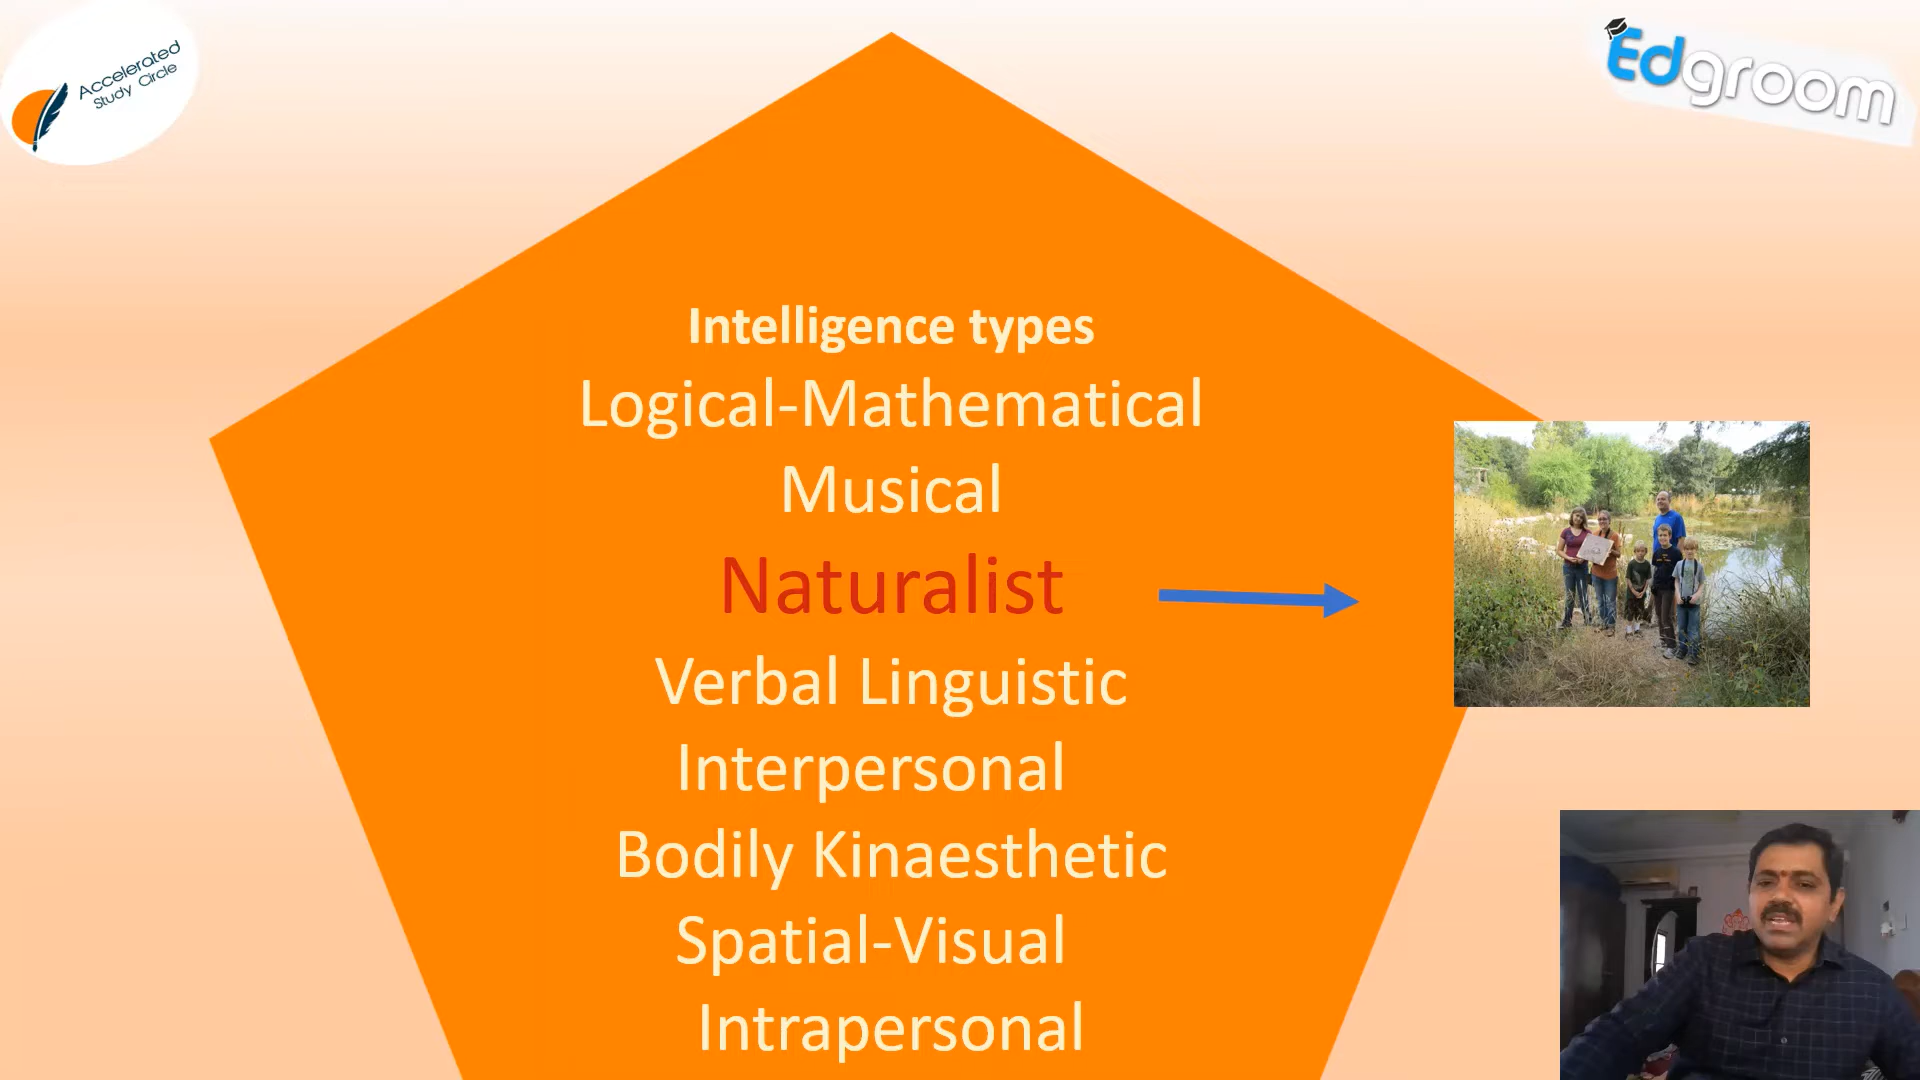 Accelerated
Study Circle
Edgroom
Intelligence types
Logical-Mathematical
Musical
Naturalist
Verbal Linguistic
Interpersonal
Bodily Kinaesthetic
Spatial-Visual
Intrapersonal